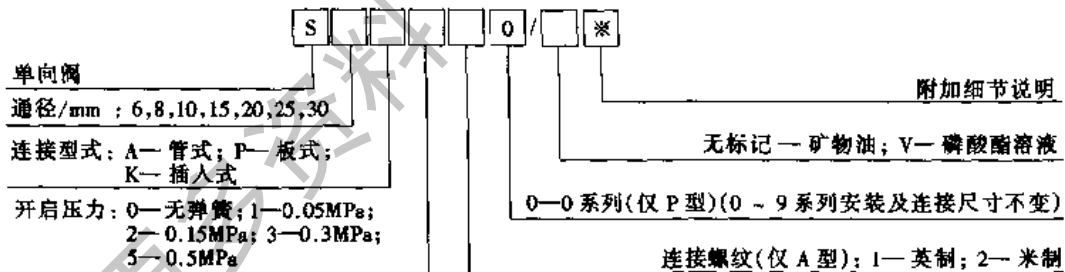 S 0 / ※
单向阀
通径/mm ：6,8,10,15,20,25,30
连接型式：A— 管式；P— 板式；
K— 插入式
开启压力：0—无弹簧；1—0.05MPa；
2—0.15MPa；3—0.3MPa；
5—0.5MPa
附加细节说明
无标记 — 矿物油；V— 磷酸酯溶液
0—0 系列(仅 P 型)(0 ~ 9 系列安装及连接尺寸不变)
连接螺纹(仅 A 型)；1— 英制；2— 米制
多资料